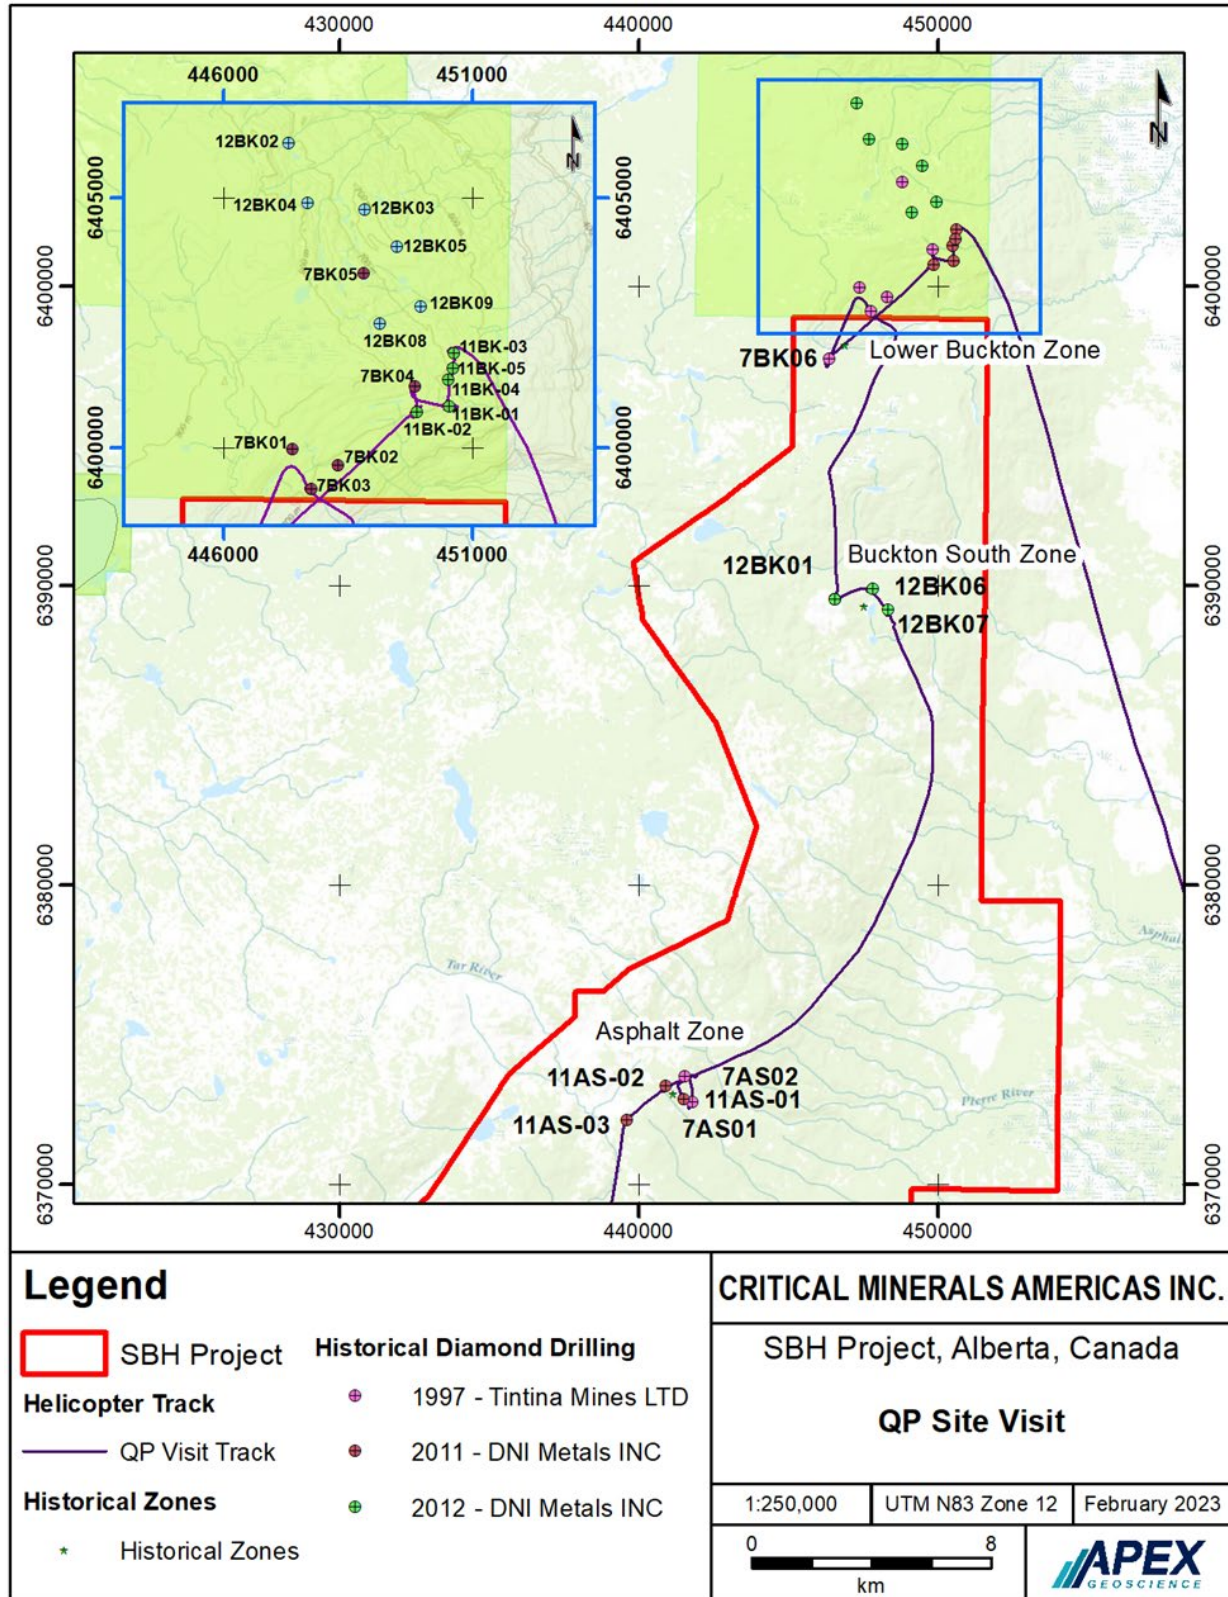 430000
440000
450000
446000
451000
N
N
12BK02
6405000
6405000
12BK04
12BK03
12BK05
7BK05
6400000
6400000
12BK09
12BK08
11BK-03
11BK-05
7BK04
11BK-04
11BK-01
11BK-02
7BK01
7BK02
6400000
6400000
7BK03
446000
451000
7BK06
Lower Buckton Zone
12BK01
Buckton South Zone
12BK06
12BK07
6390000
6390000
6380000
6380000
Asphalt
Tar River
Asphalt Zone
11AS-02
7AS02
11AS-01
11AS-03
7AS01
Pierre River
6370000
6370000
430000
440000
450000
Legend
SBH Project
Helicopter Track
QP Visit Track
Historical Zones
Historical Zones
Historical Diamond Drilling
1997 - Tintina Mines LTD
2011 - DNI Metals INC
2012 - DNI Metals INC
CRITICAL MINERALS AMERICAS INC.
SBH Project, Alberta, Canada
QP Site Visit
1:250,000
UTM N83 Zone 12
February 2023
0 8
km
APEX
GEOSCIENCE